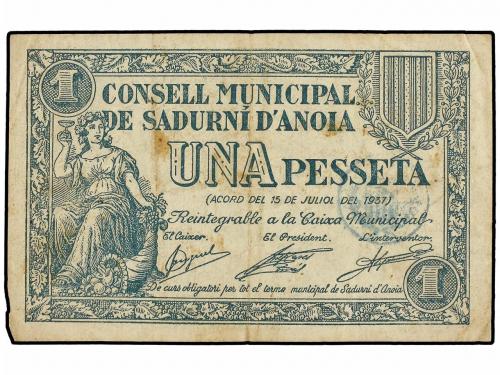 1
CONSELL MUNICIPAL
DE SADURNÍ D'ANOIA
UNA PESSETA
(ACORD DEL 15 DE JULIOL DEL 1937)
Reintegrable a la Caixa Municipal
El Caixer. El President. L'interventor.
1
De curs obligatori per tot el terme municipal de Sadurní d'Anoia